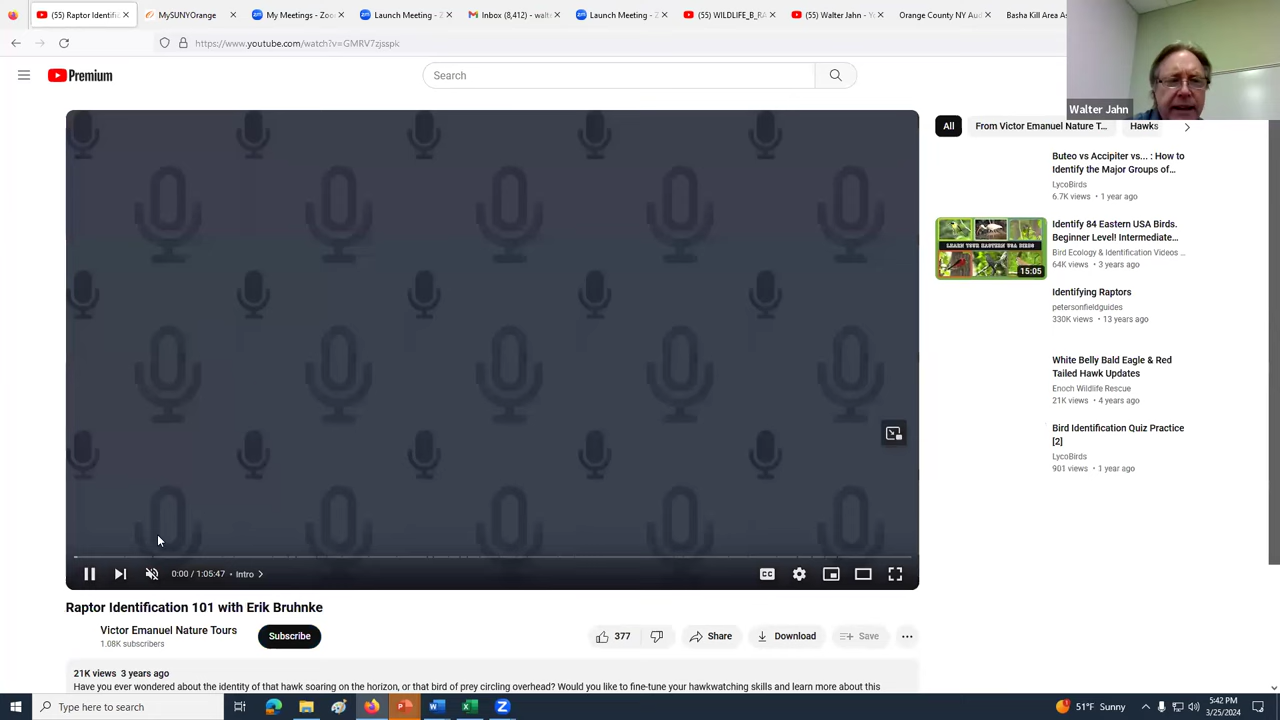 (55) Raptor Identific
MySUNYOrange
My Meetings - Zoo
Launch Meeting - Z
Inbox (8,412) - walt
Launch Meeting
(55) WILDLIFE_B_R
(55) Walter Jahn - Y
Orange County NY Aud
Basha Kill Area As
https://www.youtube.com/watch?v=GMRV7zjsspk
Premium
Search
Walter Jahn
All
From Victor Emanuel Nature T...
Hawks
Buteo vs Accipiter vs... : How to
Identify the Major Groups of...
LycoBirds
6.7K views • 1 year ago
LEARN YOUR EASTERN USA BIRDS
15:05
Identify 84 Eastern USA Birds.
Beginner Level! Intermediate...
Bird Ecology & Identification Videos ...
64K views • 3 years ago
Identifying Raptors
petersonfieldguides
330K views • 13 years ago
White Belly Bald Eagle & Red
Tailed Hawk Updates
Enoch Wildlife Rescue
21K views • 4 years ago
Bird Identification Quiz Practice
[2]
LycoBirds
901 views • 1 year ago
0:00 / 1:05:47 • Intro
CC
Raptor Identification 101 with Erik Bruhnke
Victor Emanuel Nature Tours
1.08K subscribers
Subscribe
377
Share
Download
Save
21K views 3 years ago
Have you ever wondered about the identity of that hawk soaring on the horizon, or that bird of prey circling overhead? Would you like to fine-tune your hawkwatching skills and learn more about this
Type here to search
51°F Sunny
5:42 PM
3/25/2024